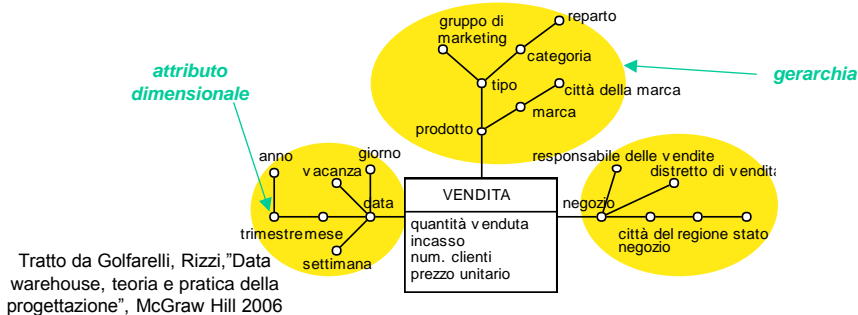 reparto
gruppo di
marketing
categoria
attributo
dimensionale
gerarchia
tipo
città della marca
marca
prodotto
anno
giorno
vacanza
responsabile delle vendite
distretto di vendita
VENDITA
data
negozio
quantità venduta
incasso
num. clienti
prezzo unitario
trimestre mese
città del regione stato
negozio
settimana
Tratto da Golfarelli, Rizzi,"Data
warehouse, teoria e pratica della
progettazione", McGraw Hill 2006